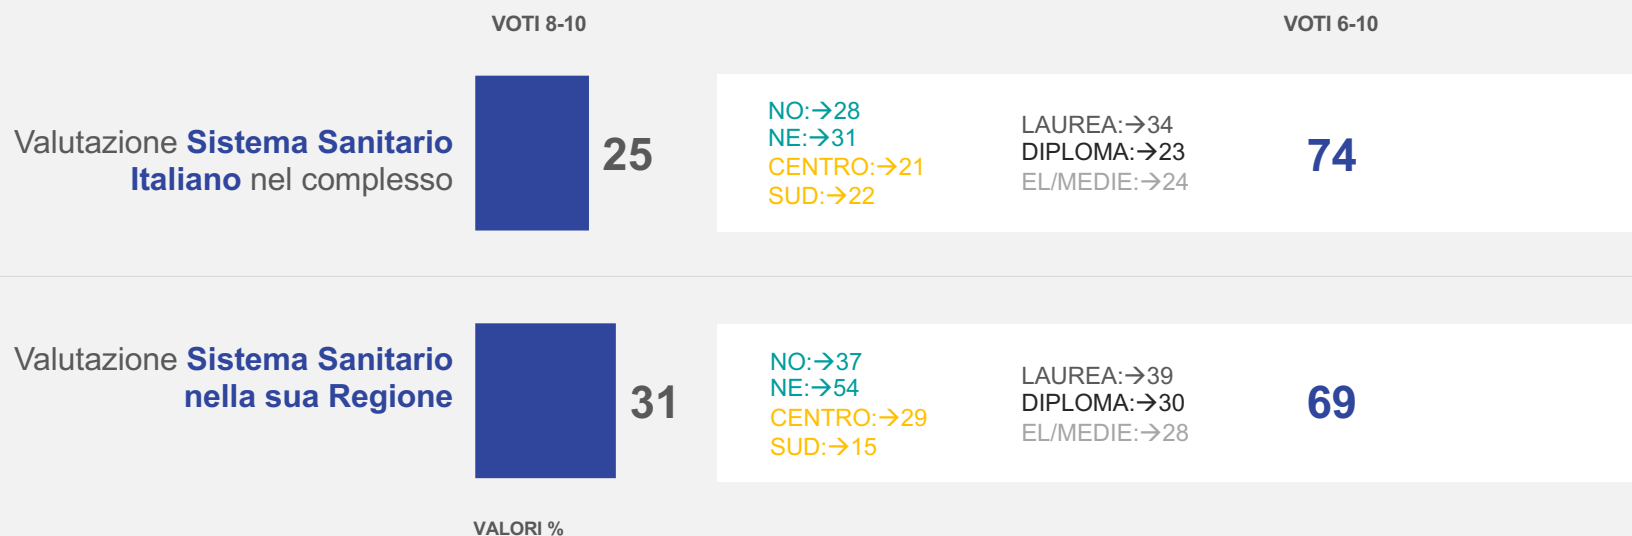 VOTI 8-10
VOTI 6-10
Valutazione Sistema Sanitario
Italiano nel complesso
25
NO:→28
NE:→31
CENTRO:→21
SUD:→22
LAUREA:→34
DIPLOMA:→23
EL/MEDIE:→24
74
Valutazione Sistema Sanitario
nella sua Regione
31
NO:→37
NE:→54
CENTRO:→29
SUD:→15
LAUREA:→39
DIPLOMA:→30
EL/MEDIE:→28
69
VALORI %